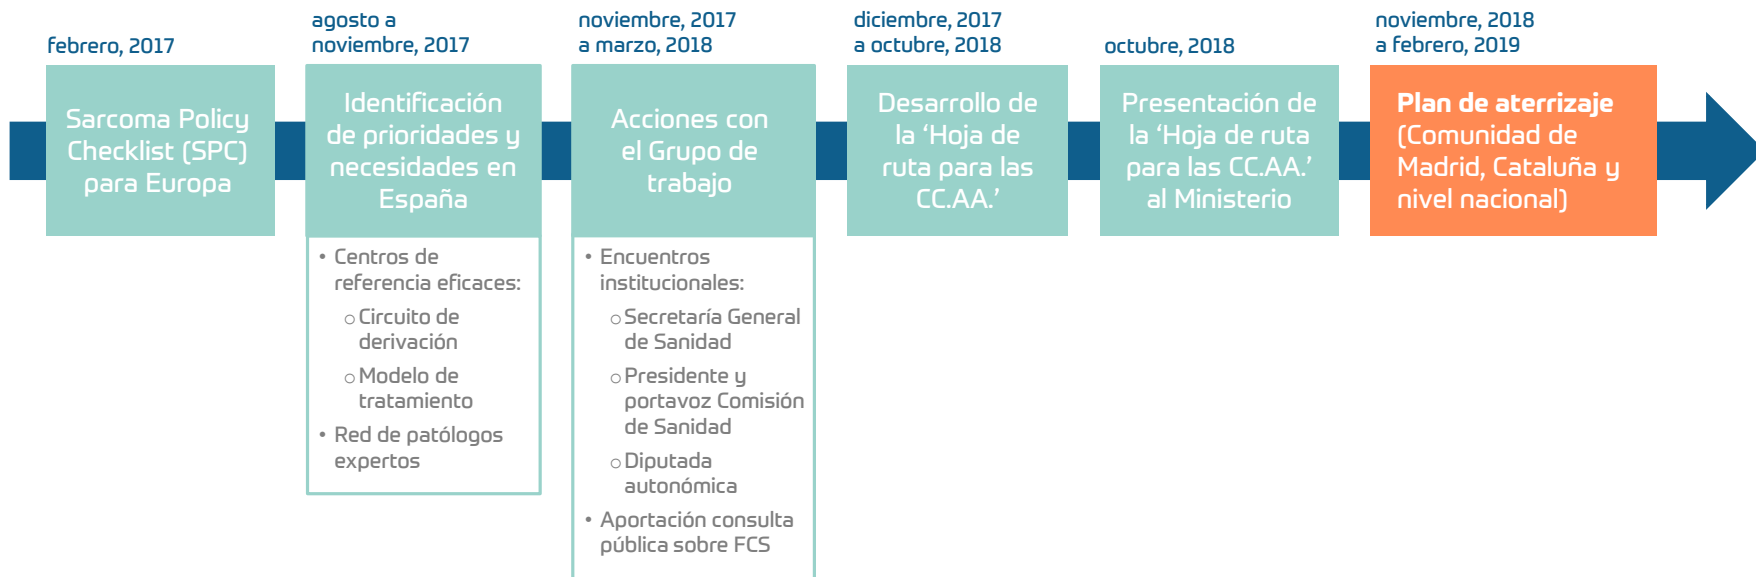 febrero, 2017
Sarcoma Policy
Checklist (SPC)
para Europa
agosto a
noviembre, 2017
Identificación
de prioridades y
necesidades en
España
• Centros de
referencia eficaces:
○ Circuito de
derivación
○ Modelo de
tratamiento
• Red de patólogos
expertos
noviembre, 2017
a marzo, 2018
Acciones con
el Grupo de
trabajo
• Encuentros
institucionales:
○ Secretaría General
de Sanidad
○ Presidente y
portavoz Comisión
de Sanidad
○ Diputada
autonómica
• Aportación consulta
pública sobre FCS
diciembre, 2017
a octubre, 2018
Desarrollo de
la ‘Hoja de
ruta para las
CC.AA.’
octubre, 2018
Presentación de
la ‘Hoja de ruta
para las CC.AA.’
al Ministerio
noviembre, 2018
a febrero, 2019
Plan de aterrizaje
(Comunidad de
Madrid, Cataluña y
nivel nacional)